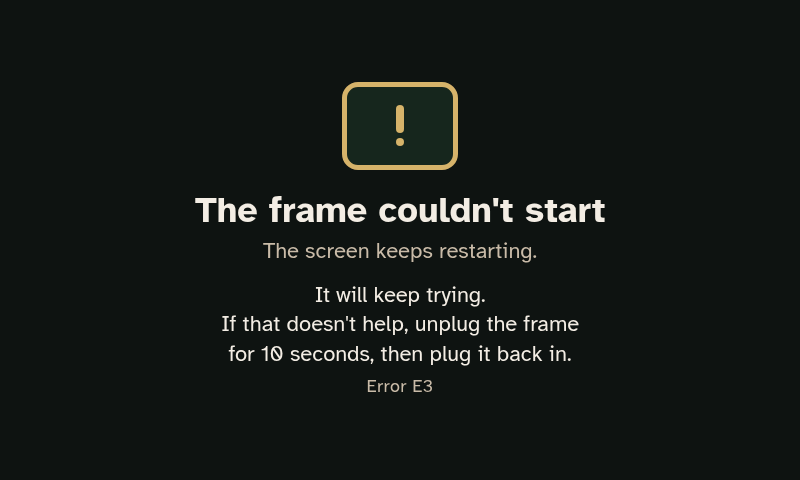 The frame couldn't start
The screen keeps restarting.
It will keep trying.
If that doesn't help, unplug the frame
for 10 seconds, then plug it back in.
Error E3